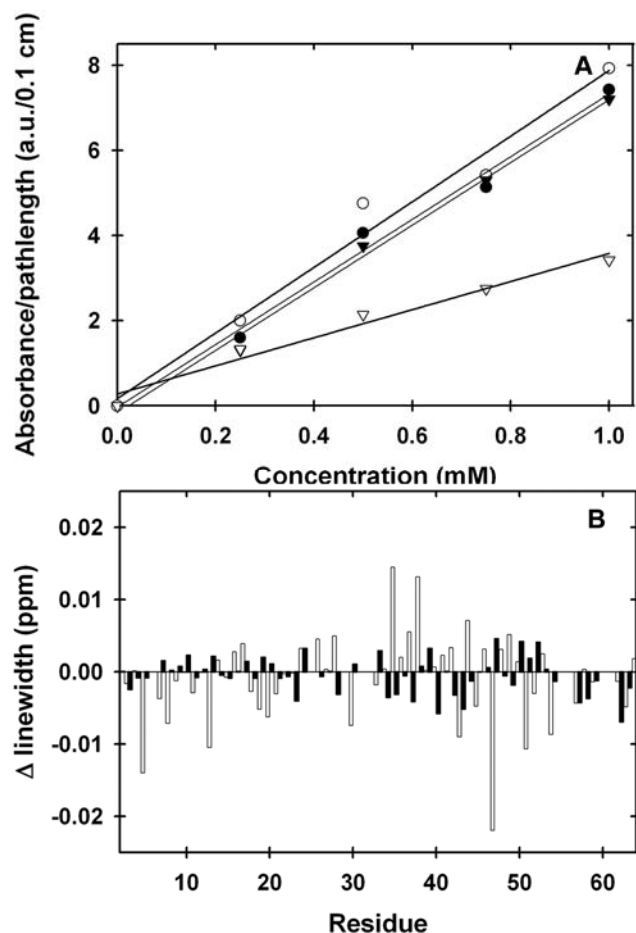 A
Absorbance/pathlength (a.u./0.1 cm)
8
6
4
2
0
0.0 0.2 0.4 0.6 0.8 1.0
Concentration (mM)
B
Δ linewidth (ppm)
0.02
0.01
0.00
-0.01
-0.02
10 20 30 40 50 60
Residue